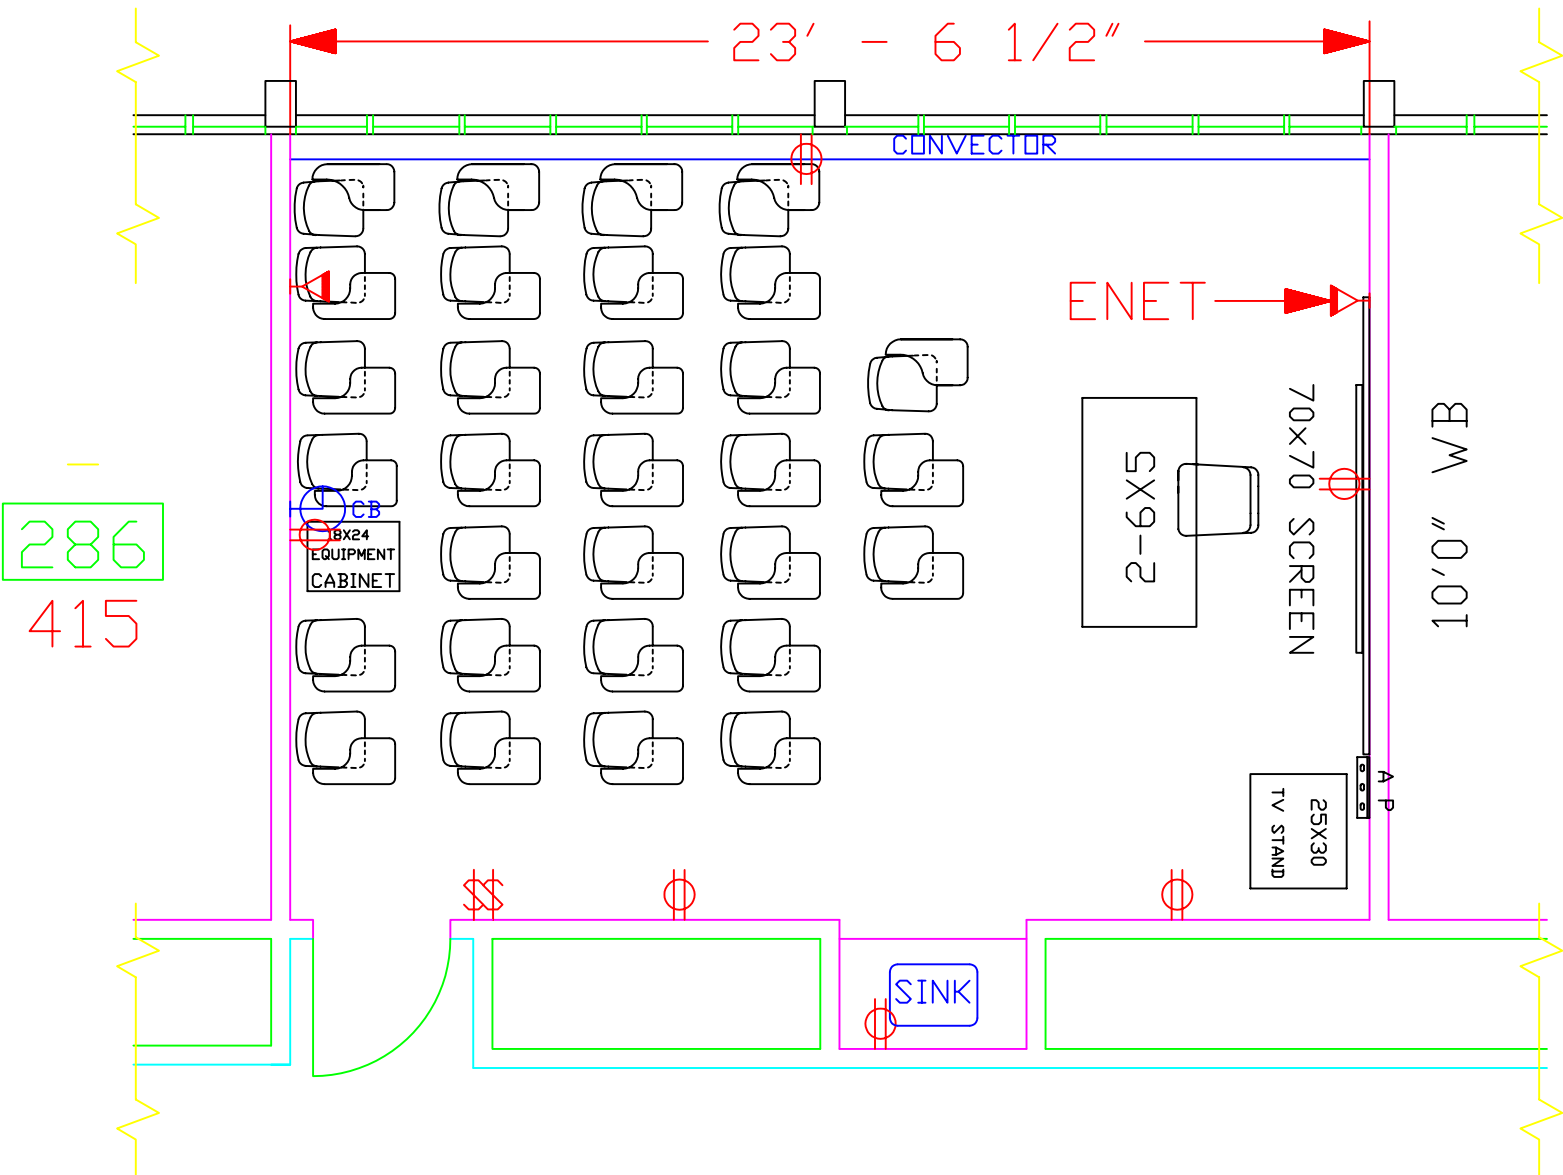 23' - 6 1/2"
CONVECTOR
ENET
70x70 SCREEN
10'0" WB
2-9X5
286
415
CB
18X24
EQUIPMENT
CABINET
A P
25X30
TV STAND
$$
SINK